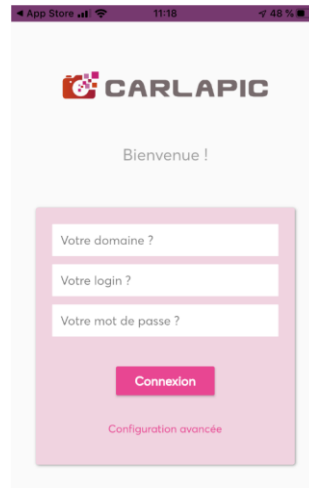 App Store 11:18 48 %
CARLAPIC
Bienvenue !
Votre domaine ?
Votre login ?
Votre mot de passe ?
Connexion
Configuration avancée